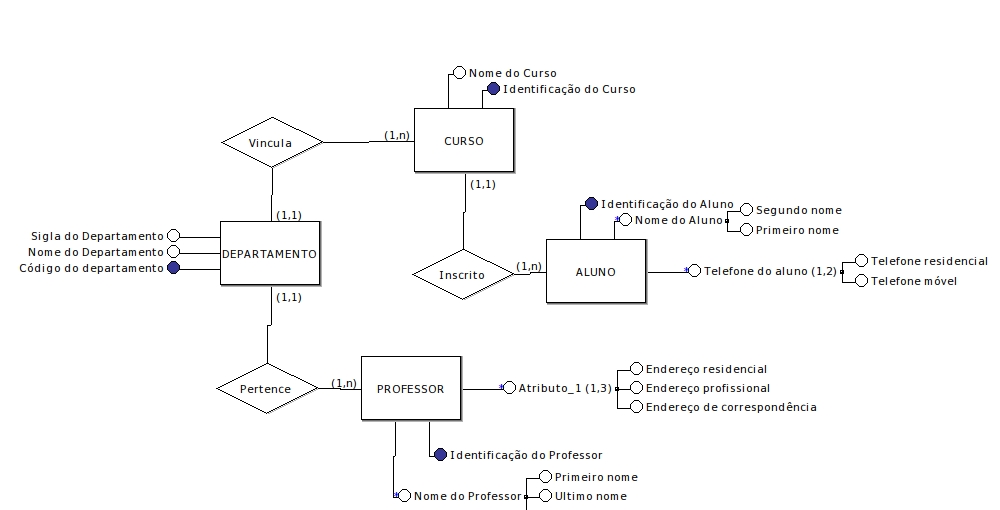 Nome do Curso
Identificação do Curso
(1,n)
CURSO
Vincula
(1,1)
(1,1)
Identificação do Aluno
Nome do Aluno
Segundo nome
Primeiro nome
Sigla do Departamento
Nome do Departamento
Código do departamento
DEPARTAMENTO
Inscrito
(1,n)
ALUNO
Telefone do aluno (1,2)
Telefone residencial
Telefone móvel
(1,1)
Pertence
(1,n)
PROFESSOR
Atributo_1 (1,3)
Endereço residencial
Endereço profissional
Endereço de correspondência
Identificação do Professor
Nome do Professor
Primeiro nome
Ultimo nome